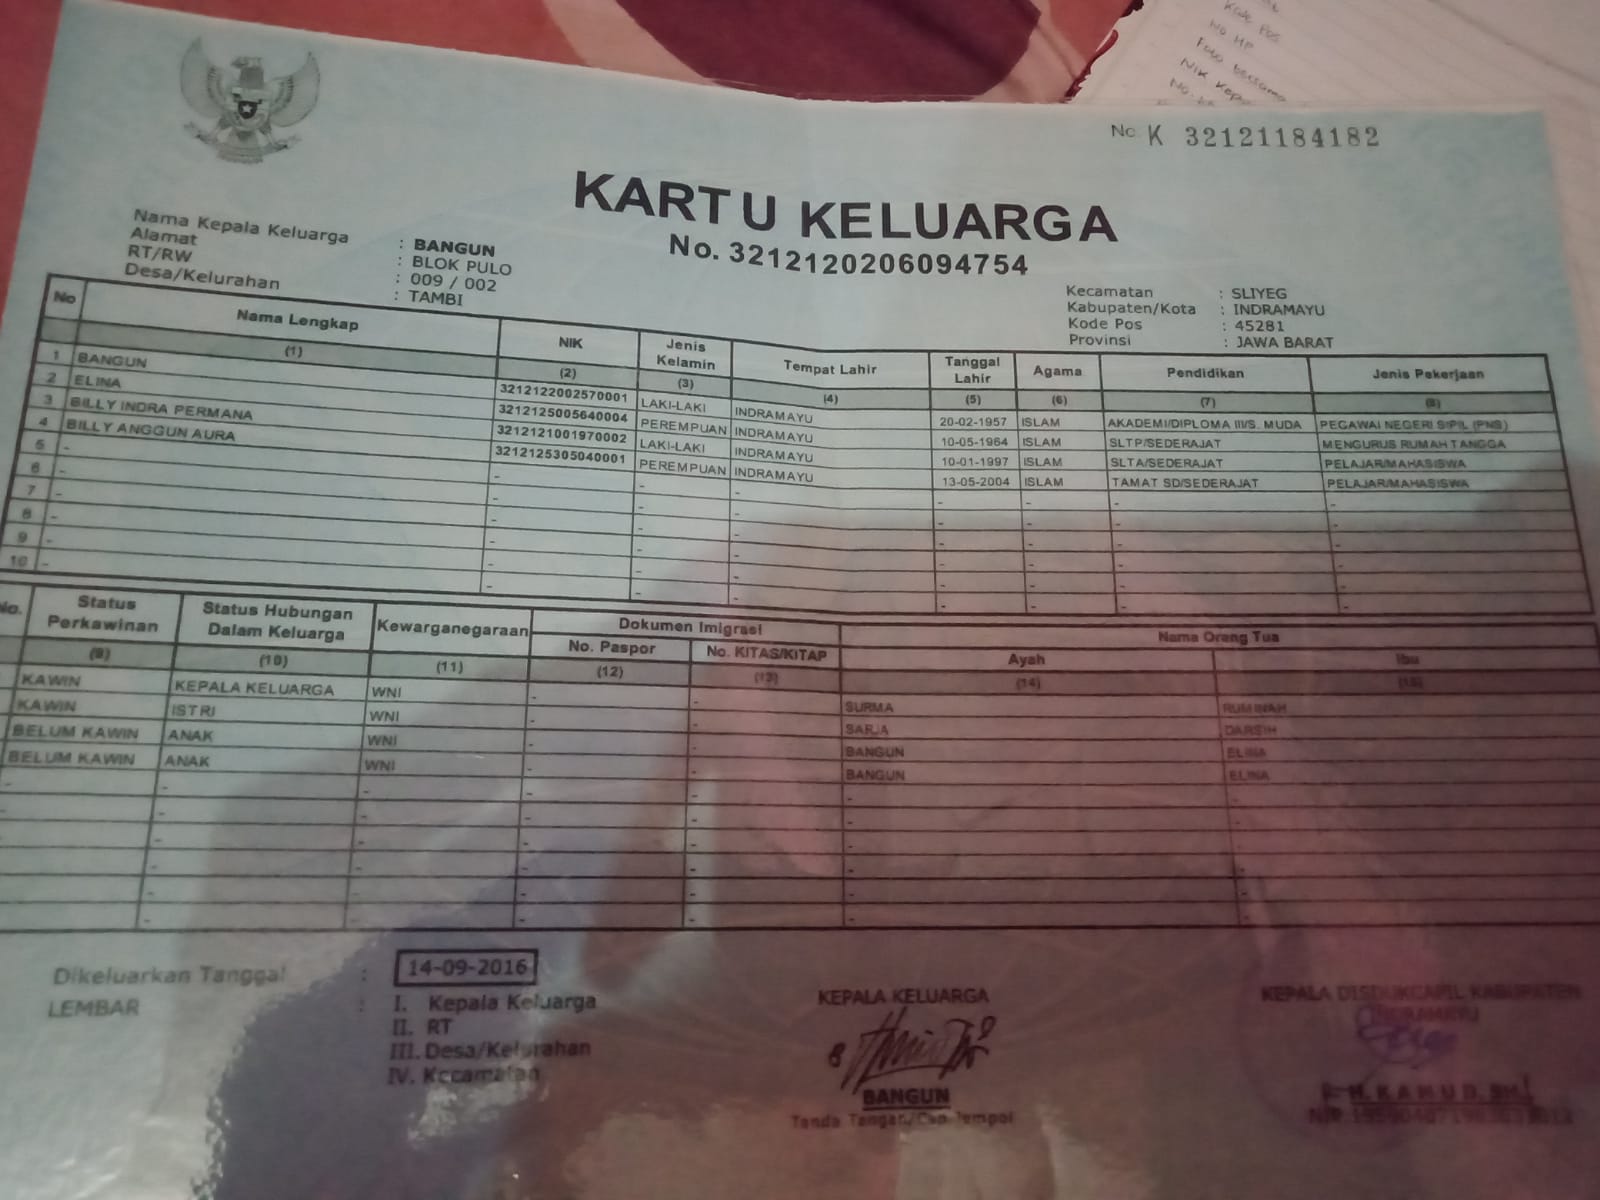 Kode Pos
No HP
Foto bersama
NIK Kepa
No. K 32121184182
KARTU KELUARGA
No. 3212120206094754
Nama Kepala Keluarga : BANGUN
Alamat : BLOK PULO
RT/RW : 009 / 002
Desa/Kelurahan : TAMBI
Kecamatan : SLIYEG
Kabupaten/Kota : INDRAMAYU
Kode Pos : 45281
Provinsi : JAWA BARAT
No Nama Lengkap NIK Jenis Kelamin Tempat Lahir Tanggal Lahir Agama Pendidikan Jenis Pekerjaan
(1) (2) (3) (4) (5) (6) (7) (8)
1 BANGUN 3212122002570001 LAKI-LAKI INDRAMAYU 20-02-1957 ISLAM AKADEMI/DIPLOMA III/S. MUDA PEGAWAI NEGERI SIPIL (PNS)
2 ELINA 3212125005640004 PEREMPUAN INDRAMAYU 10-05-1964 ISLAM SLTP/SEDERAJAT MENGURUS RUMAH TANGGA
3 BILLY INDRA PERMANA 3212121001970002 LAKI-LAKI INDRAMAYU 10-01-1997 ISLAM SLTA/SEDERAJAT PELAJAR/MAHASISWA
4 BILLY ANGGUN AURA 3212125305040001 PEREMPUAN INDRAMAYU 13-05-2004 ISLAM TAMAT SD/SEDERAJAT PELAJAR/MAHASISWA
5 - - - - - - - -
6 - - - - - - - -
7 - - - - - - - -
8 - - - - - - - -
9 - - - - - - - -
10 - - - - - - - -
No. Status Perkawinan Status Hubungan Dalam Keluarga Kewarganegaraan Dokumen Imigrasi Nama Orang Tua
No. Paspor No. KITAS/KITAP Ayah Ibu
(9) (10) (11) (12) (13) (14) (15)
KAWIN KEPALA KELUARGA WNI - - SURMA RUMINAH
KAWIN ISTRI WNI - - SARJA DARSIH
BELUM KAWIN ANAK WNI - - BANGUN ELINA
BELUM KAWIN ANAK WNI - - BANGUN ELINA
Dikeluarkan Tanggal : 14-09-2016
LEMBAR : I. Kepala Keluarga
II. RT
III. Desa/Kelurahan
IV. Kecamatan
KEPALA KELUARGA
BANGUN
Tanda Tangan/Cap Jempol
KEPALA DISDUKCAPIL KABUPATEN
INDRAMAYU